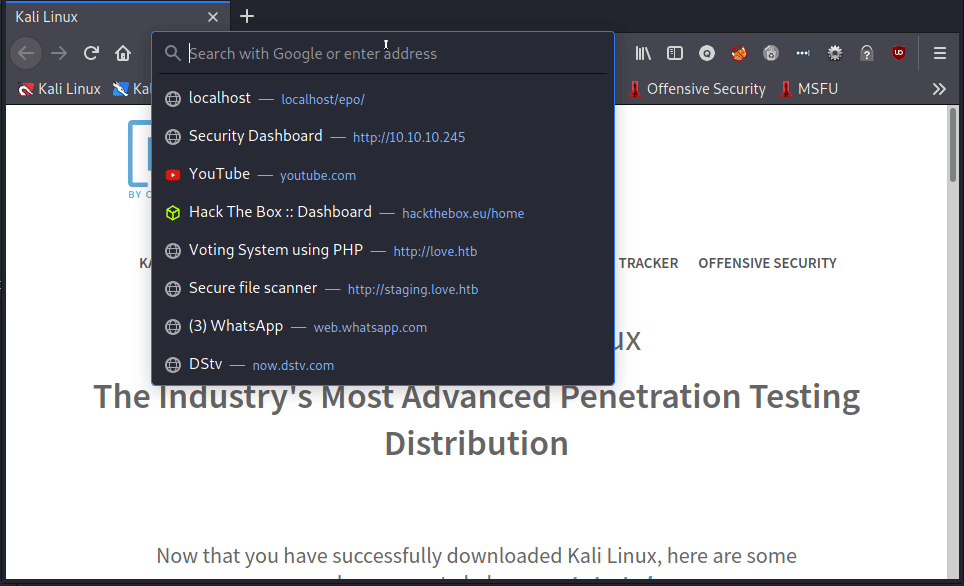 Kali Linux
Search with Google or enter address
Kali Linux
Offensive Security
MSFU
localhost — localhost/epo/
Security Dashboard — http://10.10.10.245
YouTube — youtube.com
Hack The Box :: Dashboard — hackthebox.eu/home
Voting System using PHP — http://love.htb
Secure file scanner — http://staging.love.htb
(3) WhatsApp — web.whatsapp.com
DStv — now.dstv.com
BY
TRACKER OFFENSIVE SECURITY
The Industry's Most Advanced Penetration Testing
Distribution
Now that you have successfully downloaded Kali Linux, here are some